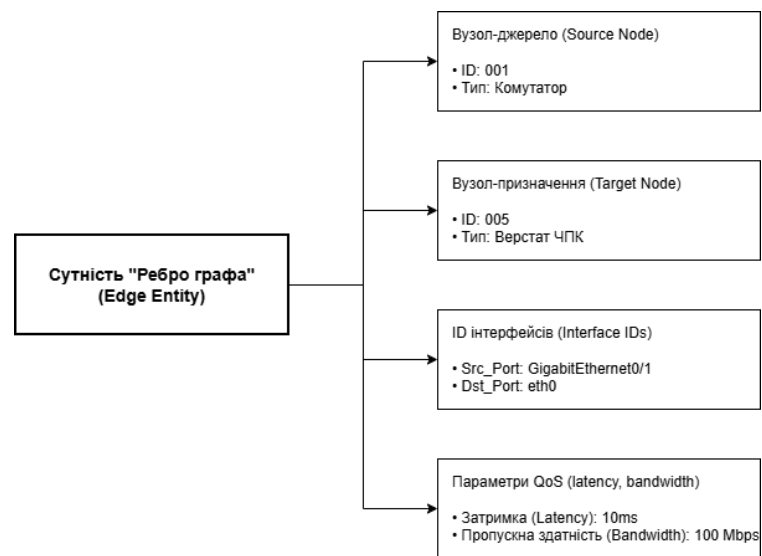 Вузол-джерело (Source Node)
• ID: 001
• Тип: Комутатор
Вузол-призначення (Target Node)
• ID: 005
• Тип: Верстат ЧПК
Сутність "Ребро графа"
(Edge Entity)
ID інтерфейсів (Interface IDs)
• Src_Port: GigabitEthernet0/1
• Dst_Port: eth0
Параметри QoS (latency, bandwidth)
• Затримка (Latency): 10ms
• Пропускна здатність (Bandwidth): 100 Mbps